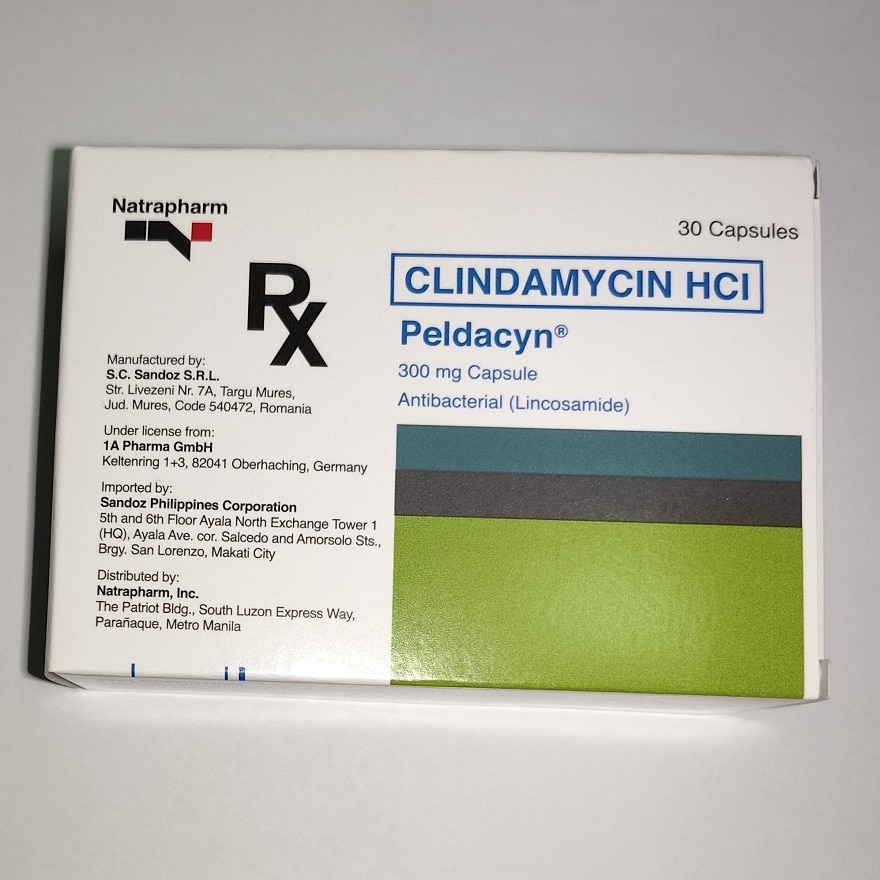 Natrapharm
30 Capsules
Rx
CLINDAMYCIN HCl
Peldacyn®
300 mg Capsule
Antibacterial (Lincosamide)
Manufactured by:
S.C. Sandoz S.R.L.
Str. Livezeni Nr. 7A, Targu Mures,
Jud. Mures, Code 540472, Romania
Under license from:
1A Pharma GmbH
Keltenring 1+3, 82041 Oberhaching, Germany
Imported by:
Sandoz Philippines Corporation
5th and 6th Floor Ayala North Exchange Tower 1
(HQ), Ayala Ave. cor. Salcedo and Amorsolo Sts.,
Brgy. San Lorenzo, Makati City
Distributed by:
Natrapharm, Inc.
The Patriot Bldg., South Luzon Express Way,
Parañaque, Metro Manila